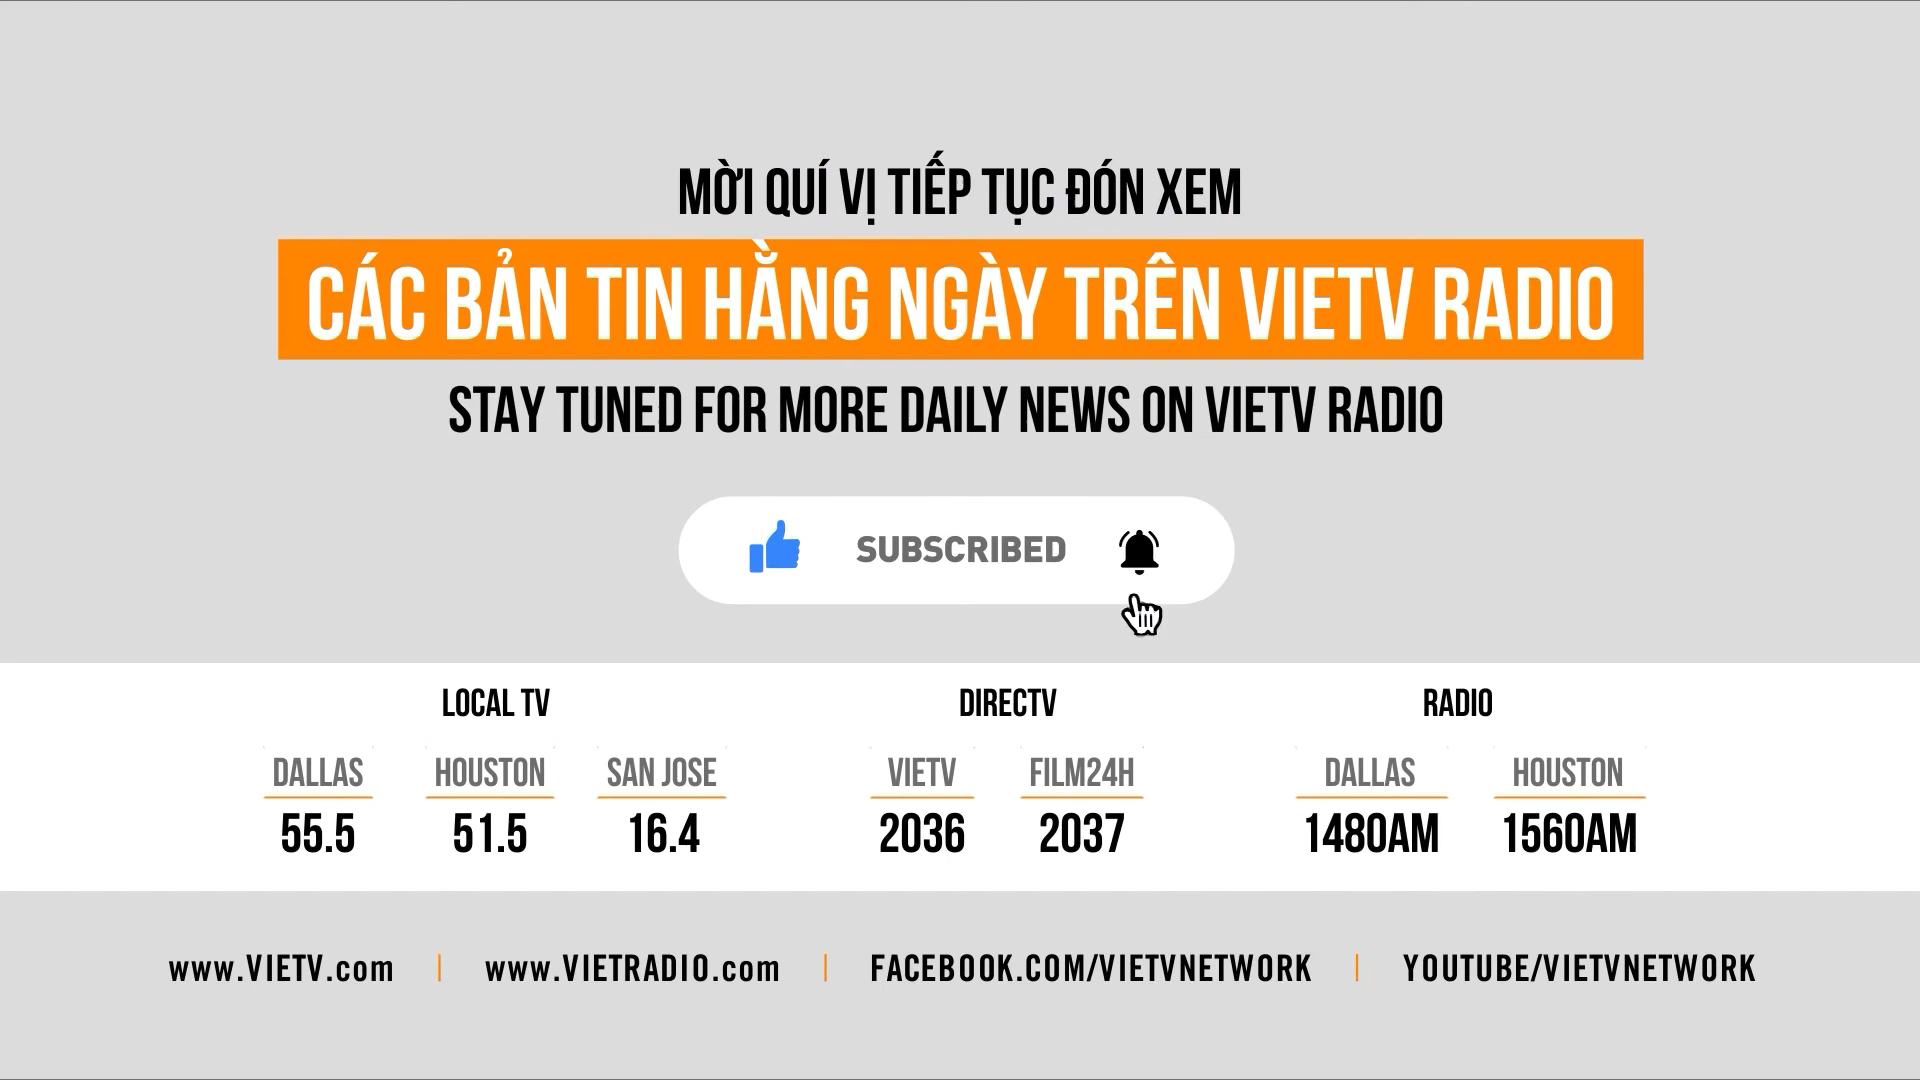 MỜI QUÍ VỊ TIẾP TỤC ĐÓN XEM
CÁC BẢN TIN HẰNG NGÀY TRÊN VIETV RADIO
STAY TUNED FOR MORE DAILY NEWS ON VIETV RADIO
SUBSCRIBED
LOCAL TV
DALLAS HOUSTON SAN JOSE
55.5 51.5 16.4
DIRECTV
VIETV FILM24H
2036 2037
RADIO
DALLAS HOUSTON
1480AM 1560AM
www.VIETV.com | www.VIETRADIO.com | FACEBOOK.COM/VIETVNETWORK | YOUTUBE/VIETVNETWORK